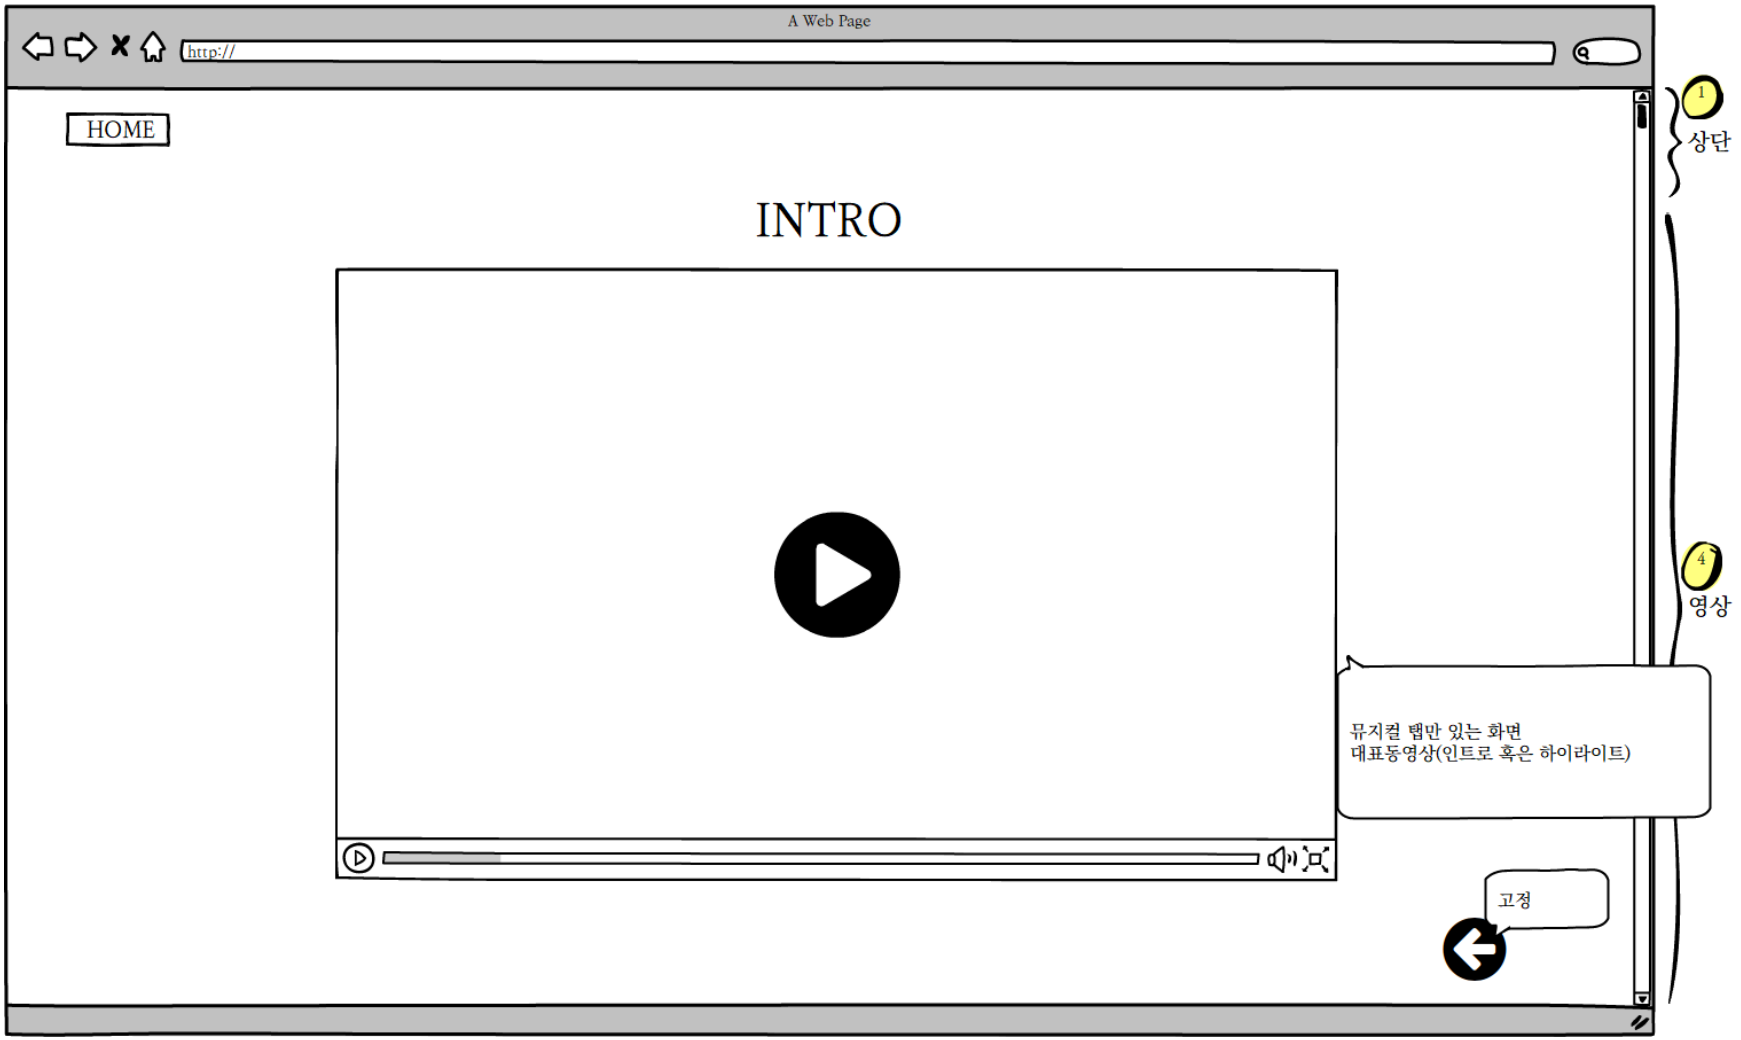 A Web Page
http://
HOME
1
상단
INTRO
4
영상
뮤지컬 탭만 있는 화면
대표동영상(인트로 혹은 하이라이트)
고정